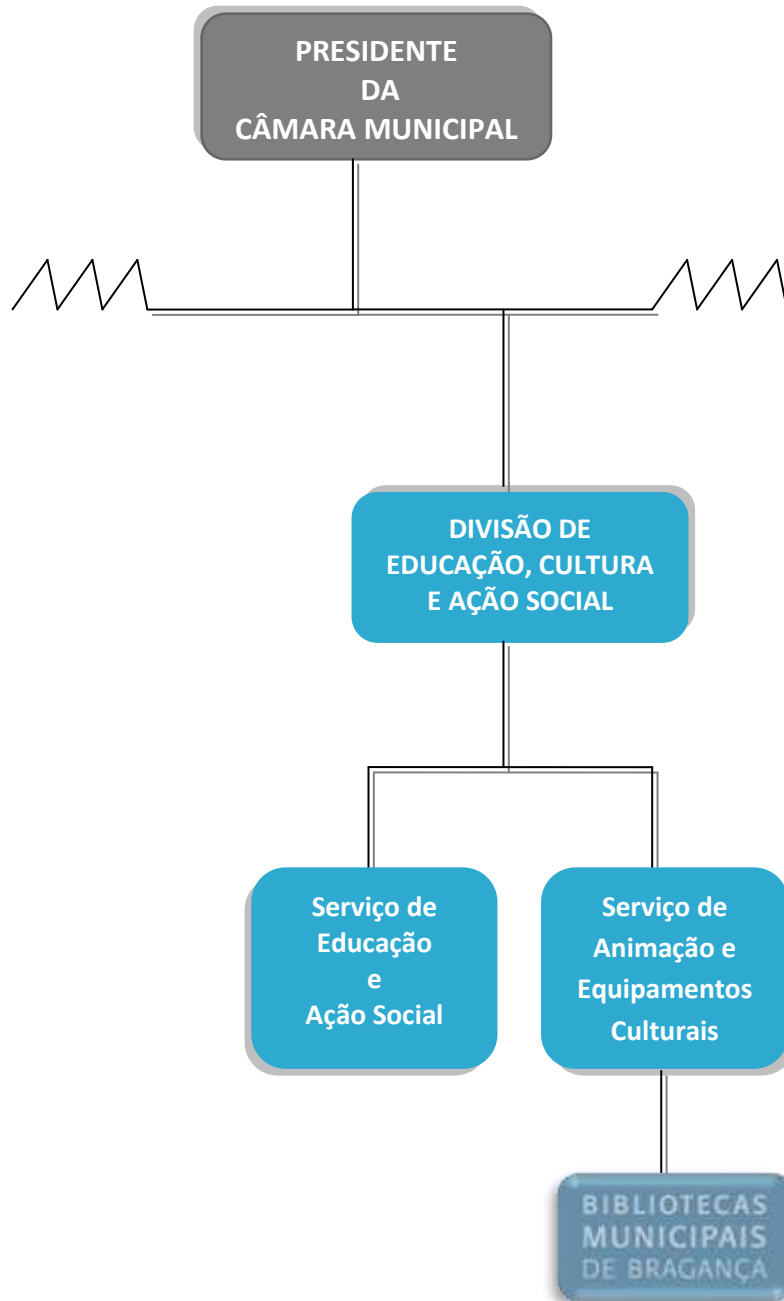 PRESIDENTE
DA
CÂMARA MUNICIPAL
DIVISÃO DE
EDUCAÇÃO, CULTURA
E AÇÃO SOCIAL
Serviço de
Educação
e
Ação Social
Serviço de
Animação e
Equipamentos
Culturais
BIBLIOTECAS
MUNICIPAIS
DE BRAGANÇA